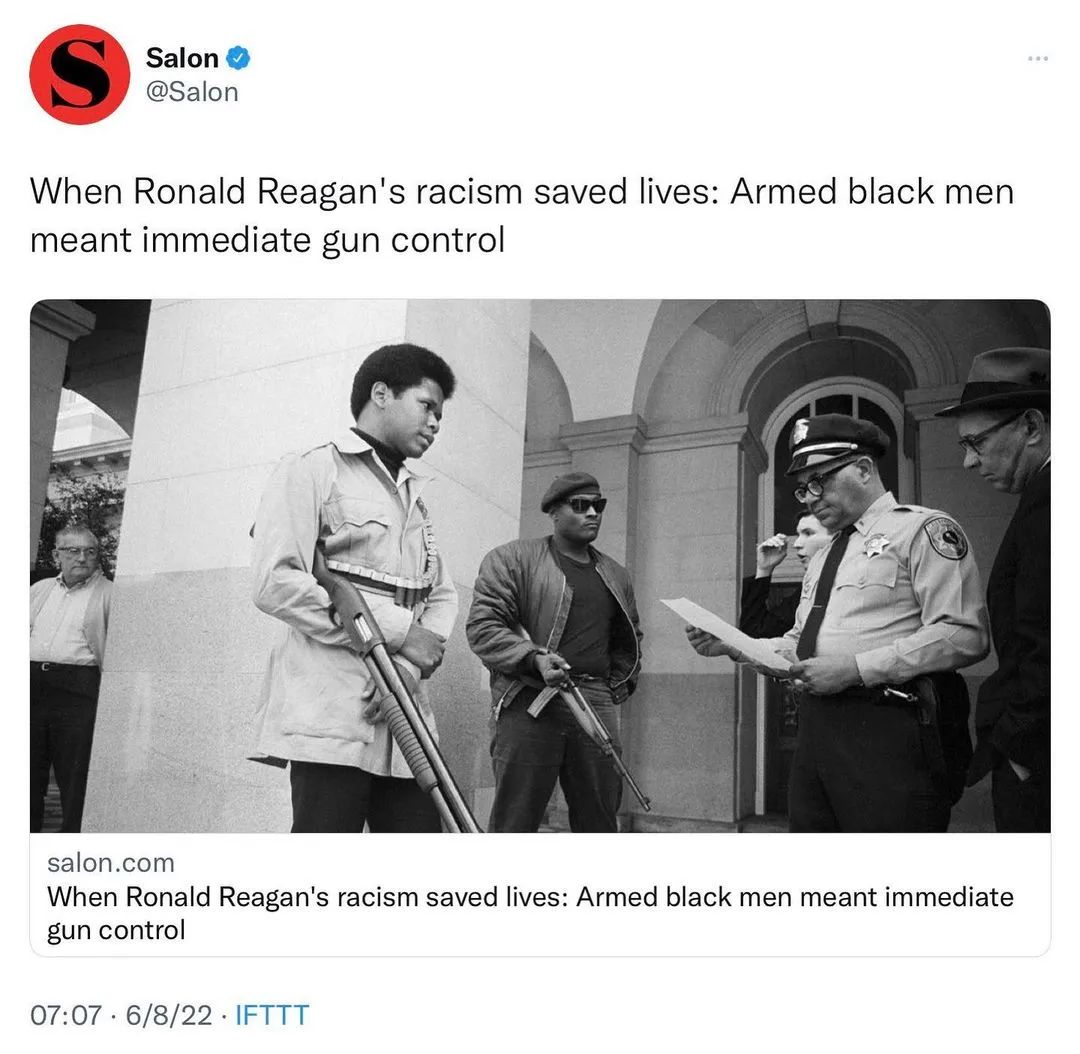 S
Salon
@Salon
When Ronald Reagan's racism saved lives: Armed black men
meant immediate gun control
salon.com
When Ronald Reagan's racism saved lives: Armed black men meant immediate
gun control
07:07 · 6/8/22 · IFTTT